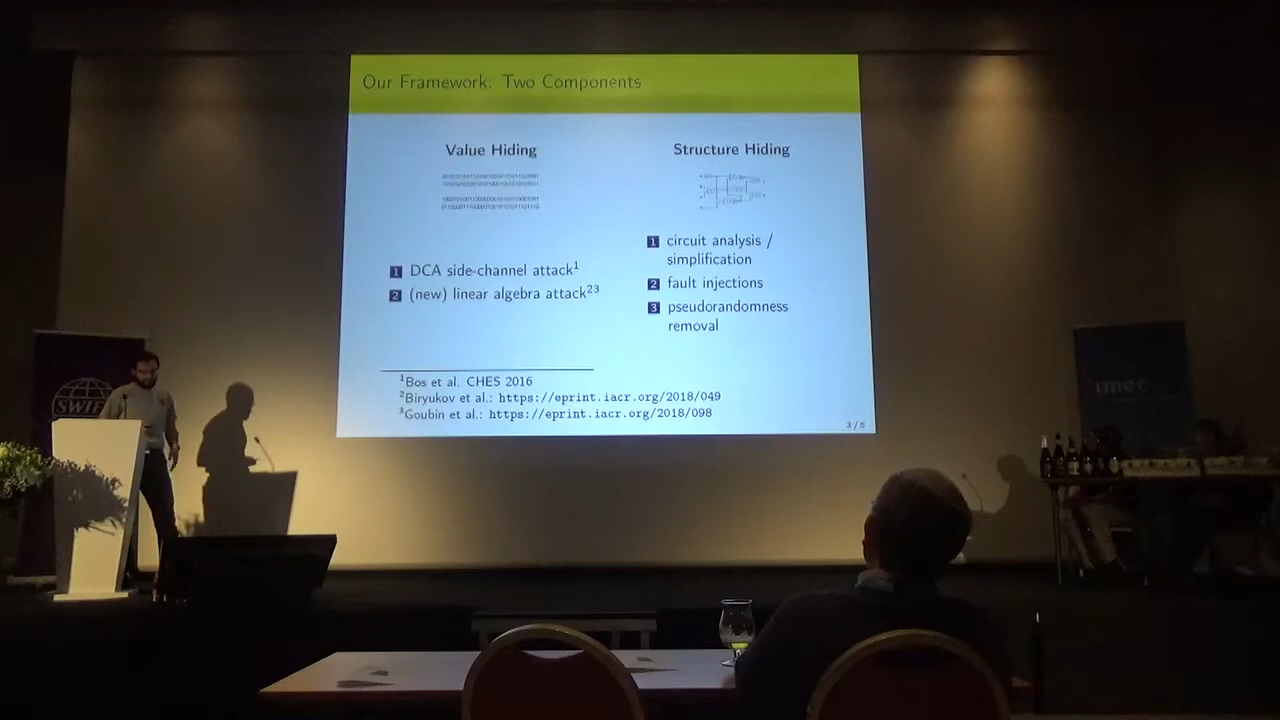 Our Framework: Two Components
Value Hiding
Structure Hiding
1 DCA side-channel attack1
2 (new) linear algebra attack23
1 circuit analysis /
simplification
2 fault injections
3 pseudorandomness
removal
1Bos et al. CHES 2016
2Biryukov et al.: https://eprint.iacr.org/2018/049
3Goubin et al.: https://eprint.iacr.org/2018/098
3 / 5
imec